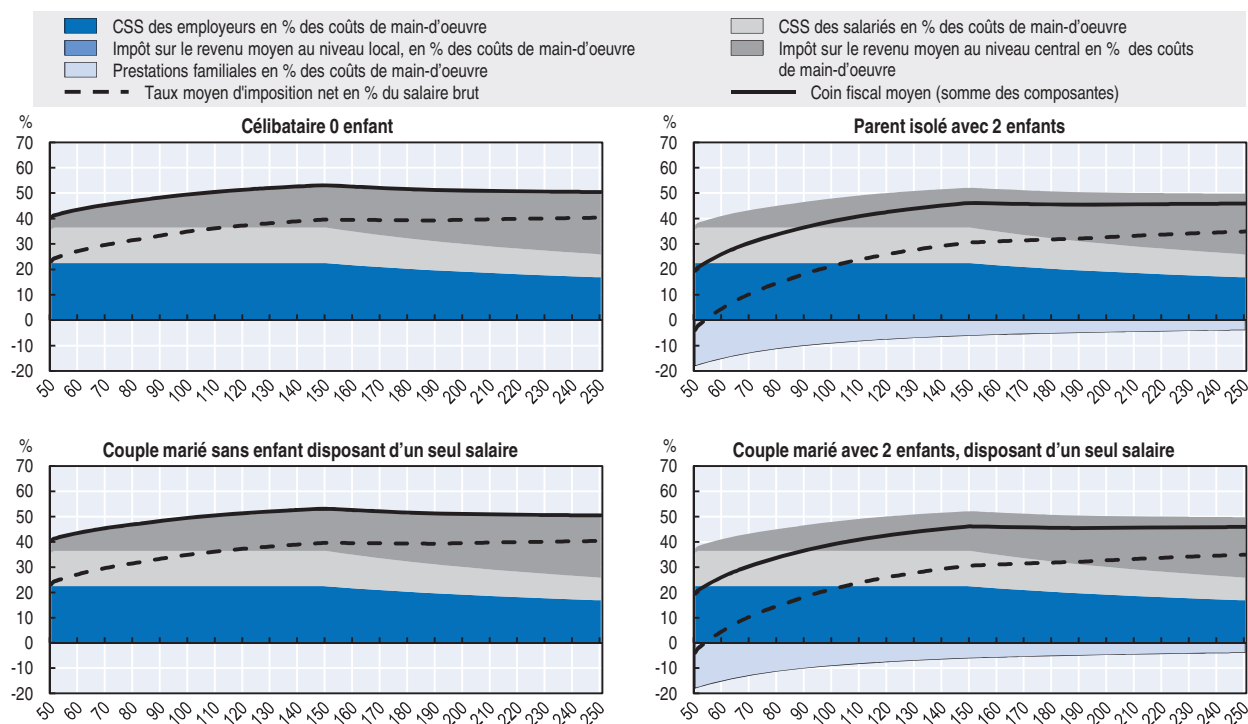 CSS des employeurs en % des coûts de main-d'oeuvre
Impôt sur le revenu moyen au niveau local, en % des coûts de main-d'oeuvre
Prestations familiales en % des coûts de main-d'oeuvre
Taux moyen d'imposition net en % du salaire brut
CSS des salariés en % des coûts de main-d'oeuvre
Impôt sur le revenu moyen au niveau central en % des coûts
de main-d'oeuvre
Coin fiscal moyen (somme des composantes)
%
Célibataire 0 enfant
70
60
50
40
30
20
10
0
-10
-20
50 60 70 80 90 100 110 120 130 140 150 160 170 180 190 200 210 220 230 240 250
%
Parent isolé avec 2 enfants
70
60
50
40
30
20
10
0
-10
-20
50 60 70 80 90 100 110 120 130 140 150 160 170 180 190 200 210 220 230 240 250
%
Couple marié sans enfant disposant d’un seul salaire
70
60
50
40
30
20
10
0
-10
-20
50 60 70 80 90 100 110 120 130 140 150 160 170 180 190 200 210 220 230 240 250
%
Couple marié avec 2 enfants, disposant d’un seul salaire
70
60
50
40
30
20
10
0
-10
-20
50 60 70 80 90 100 110 120 130 140 150 160 170 180 190 200 210 220 230 240 250